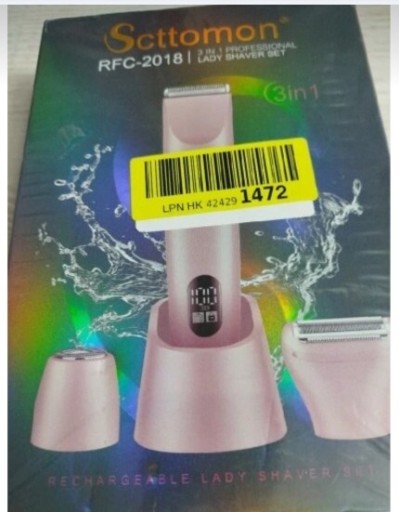 Scttomon®
RFC-2018 | 3 IN 1 PROFESSIONAL
LADY SHAVER SET
3in1
LPN HK 42429 1472
100
RECHARGEABLE LADY SHAVER SET